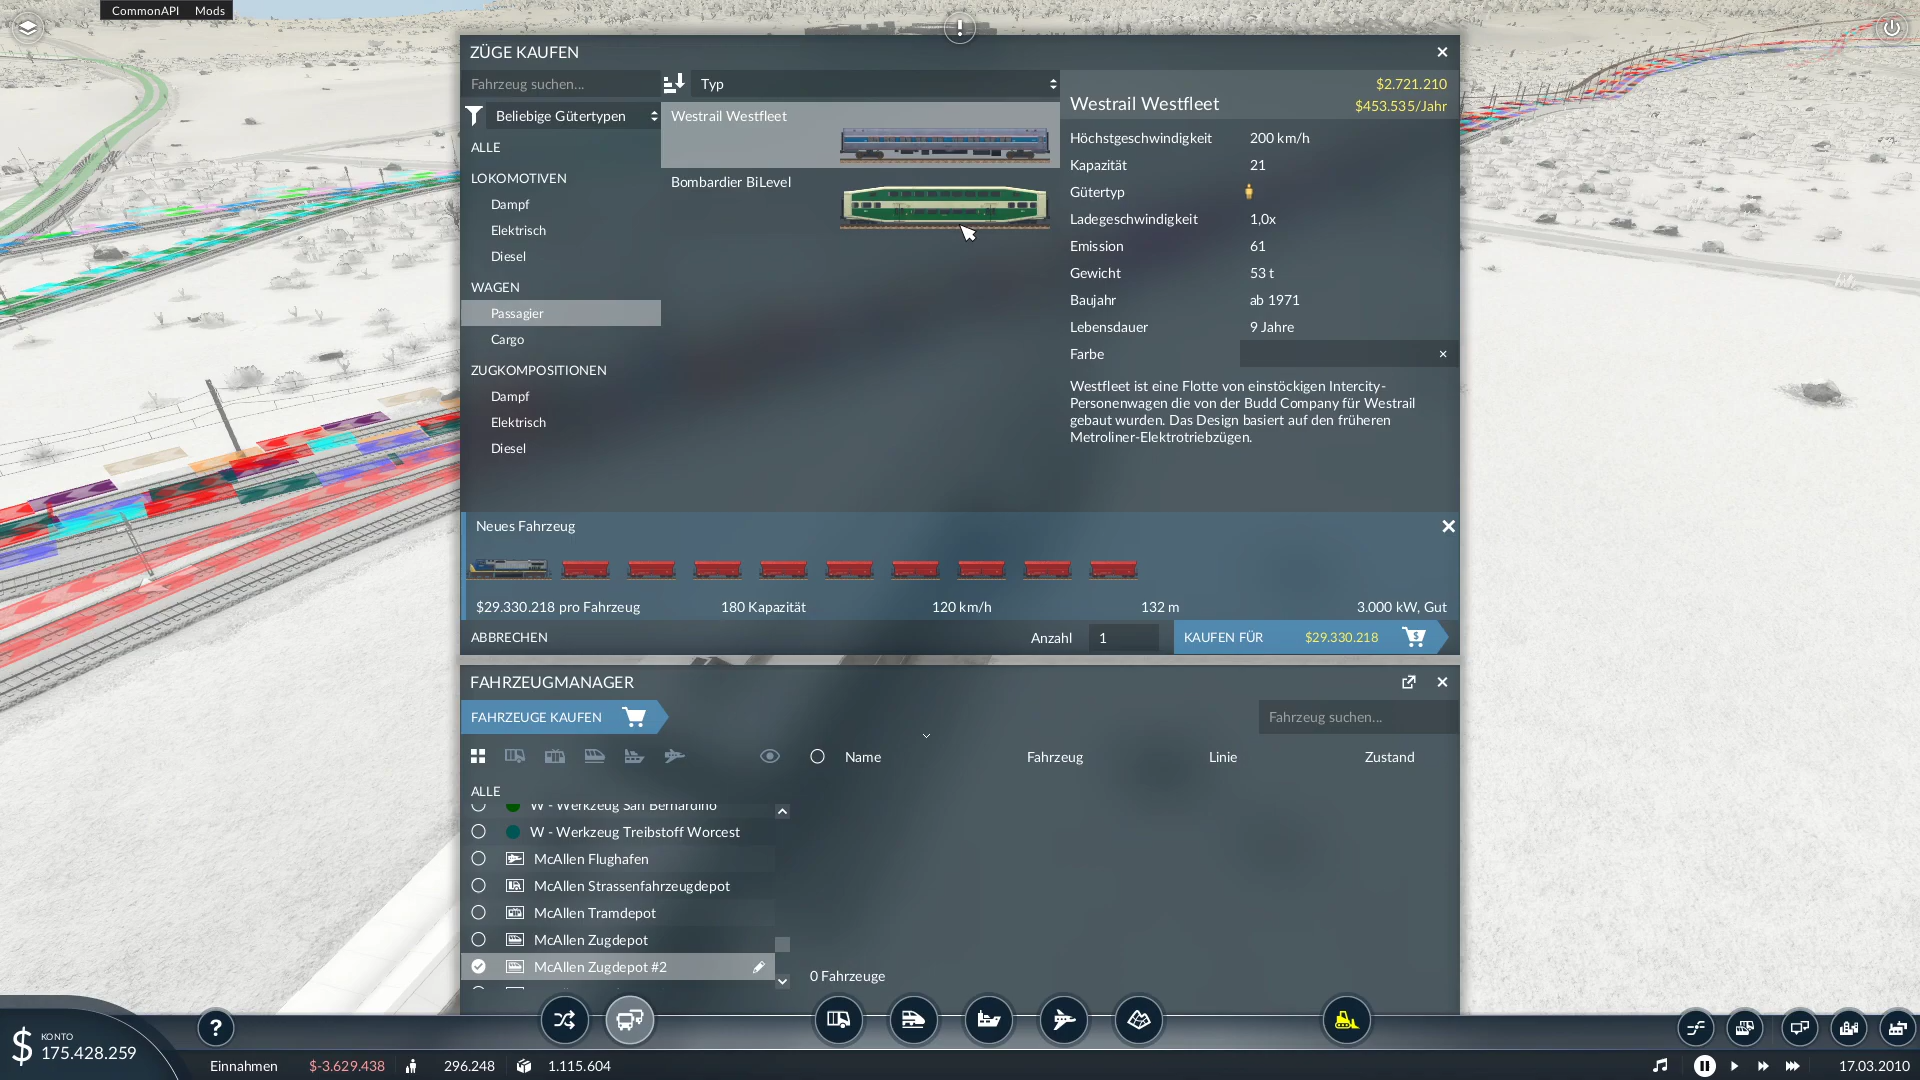 CommonAPI Mods
ZÜGE KAUFEN
Fahrzeug suchen...
Typ
Beliebige Gütertypen
ALLE
LOKOMOTIVEN
Dampf
Elektrisch
Diesel
WAGEN
Passagier
Cargo
ZUGKOMPOSITIONEN
Dampf
Elektrisch
Diesel
Westrail Westfleet
Bombardier BiLevel
$2.721.210
Westrail Westfleet
$453.535/Jahr
Höchstgeschwindigkeit 200 km/h
Kapazität 21
Gütertyp
Ladegeschwindigkeit 1,0x
Emission 61
Gewicht 53 t
Baujahr ab 1971
Lebensdauer 9 Jahre
Farbe
Westfleet ist eine Flotte von einstöckigen Intercity-
Personenwagen die von der Budd Company für Westrail
gebaut wurden. Das Design basiert auf den früheren
Metroliner-Elektrotriebzügen.
Neues Fahrzeug
$29.330.218 pro Fahrzeug 180 Kapazität 120 km/h 132 m 3.000 kW, Gut
ABBRECHEN Anzahl 1 KAUFEN FÜR $29.330.218
FAHRZEUGMANAGER
FAHRZEUGE KAUFEN
Fahrzeug suchen...
Name Fahrzeug Linie Zustand
ALLE
W - Werkzeug San Bernardino
W - Werkzeug Treibstoff Worcest
McAllen Flughafen
McAllen Strassenfahrzeugdepot
McAllen Tramdepot
McAllen Zugdepot
McAllen Zugdepot #2
0 Fahrzeuge
KONTO
175.428.259
Einnahmen $-3.629.438 296.248 1.115.604 17.03.2010